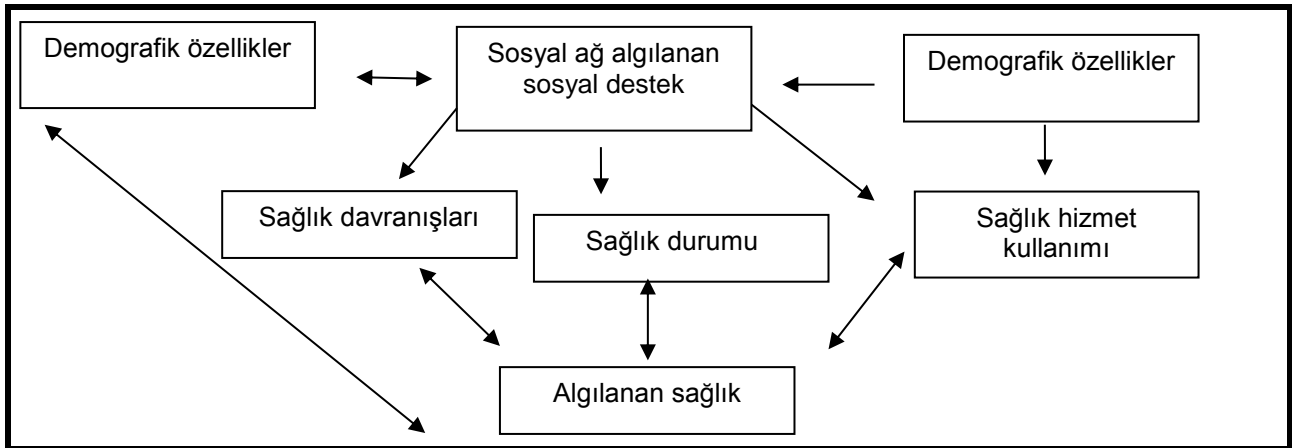 Demografik özellikler
Sosyal ağ algılanan
sosyal destek
Demografik özellikler
Sağlık davranışları
Sağlık durumu
Sağlık hizmet
kullanımı
Algılanan sağlık